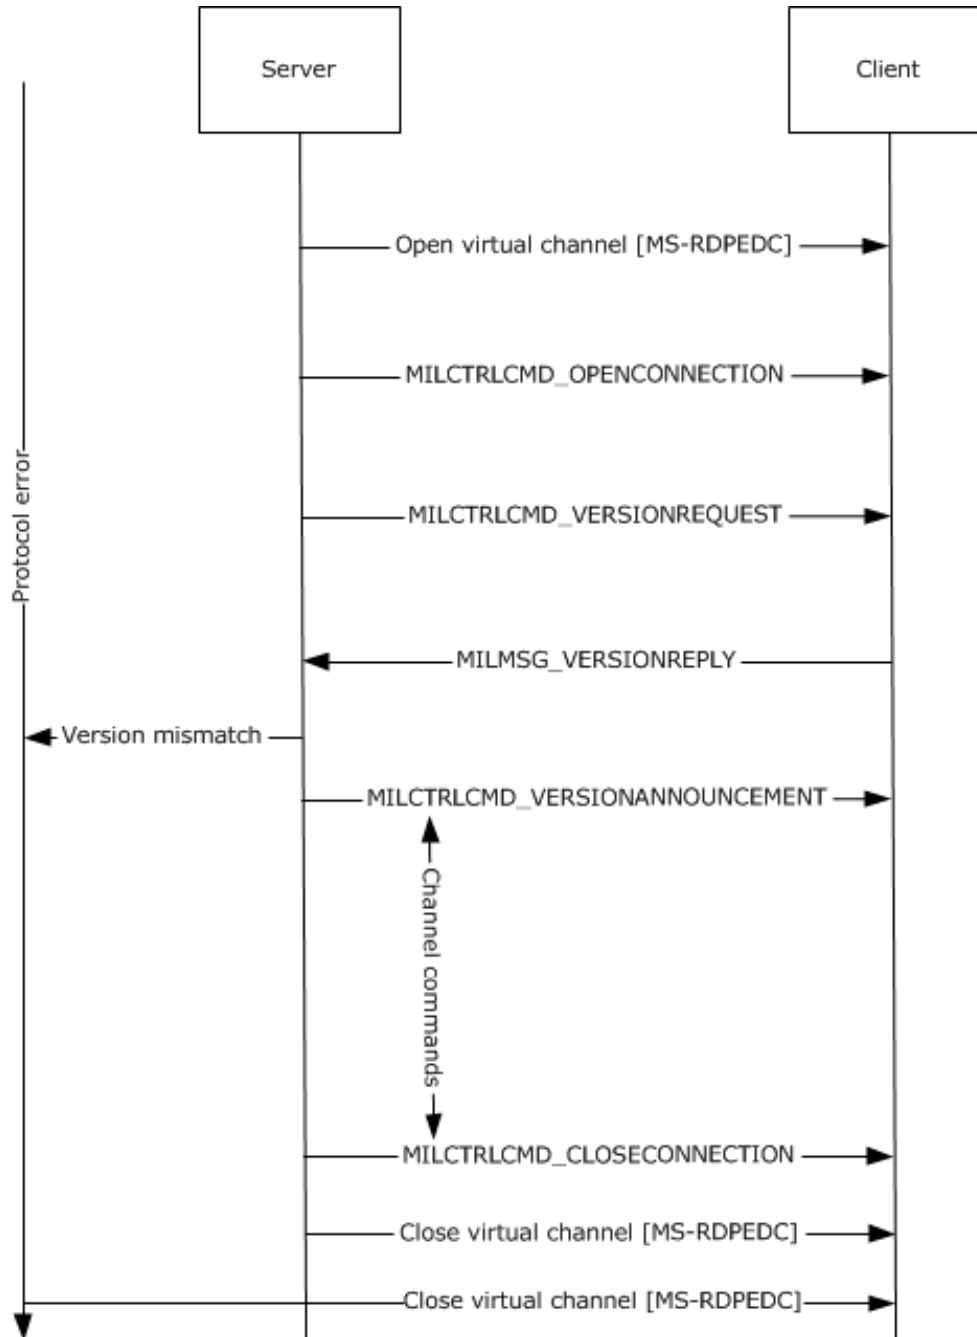 Server
Client
Open virtual channel [MS-RDPEDC]
MILCTRLCMD_OPENCONNECTION
Protocol error
MILCTRLCMD_VERSIONREQUEST
MILMSG_VERSIONREPLY
Version mismatch
MILCTRLCMD_VERSIONANNOUNCEMENT
Channel commands
MILCTRLCMD_CLOSECONNECTION
Close virtual channel [MS-RDPEDC]
Close virtual channel [MS-RDPEDC]